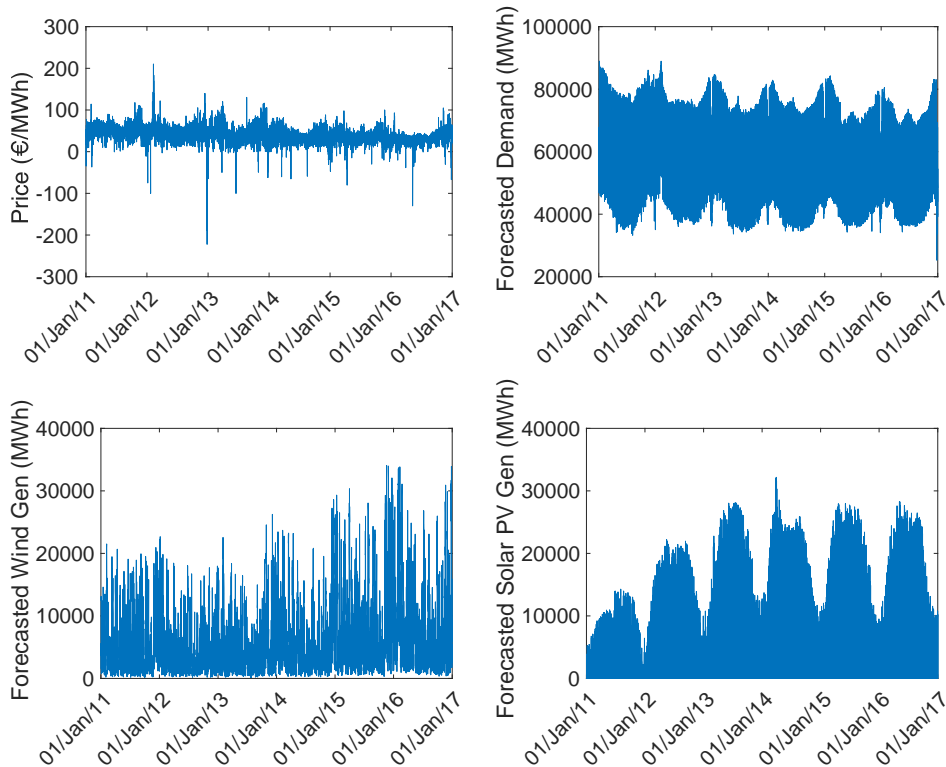 Price (€/MWh)
300
200
100
0
-100
-200
-300
01/Jan/11
01/Jan/12
01/Jan/13
01/Jan/14
01/Jan/15
01/Jan/16
01/Jan/17
Forecasted Demand (MWh)
100000
80000
60000
40000
20000
01/Jan/11
01/Jan/12
01/Jan/13
01/Jan/14
01/Jan/15
01/Jan/16
01/Jan/17
Forecasted Wind Gen (MWh)
40000
30000
20000
10000
0
01/Jan/11
01/Jan/12
01/Jan/13
01/Jan/14
01/Jan/15
01/Jan/16
01/Jan/17
Forecasted Solar PV Gen (MWh)
40000
30000
20000
10000
0
01/Jan/11
01/Jan/12
01/Jan/13
01/Jan/14
01/Jan/15
01/Jan/16
01/Jan/17